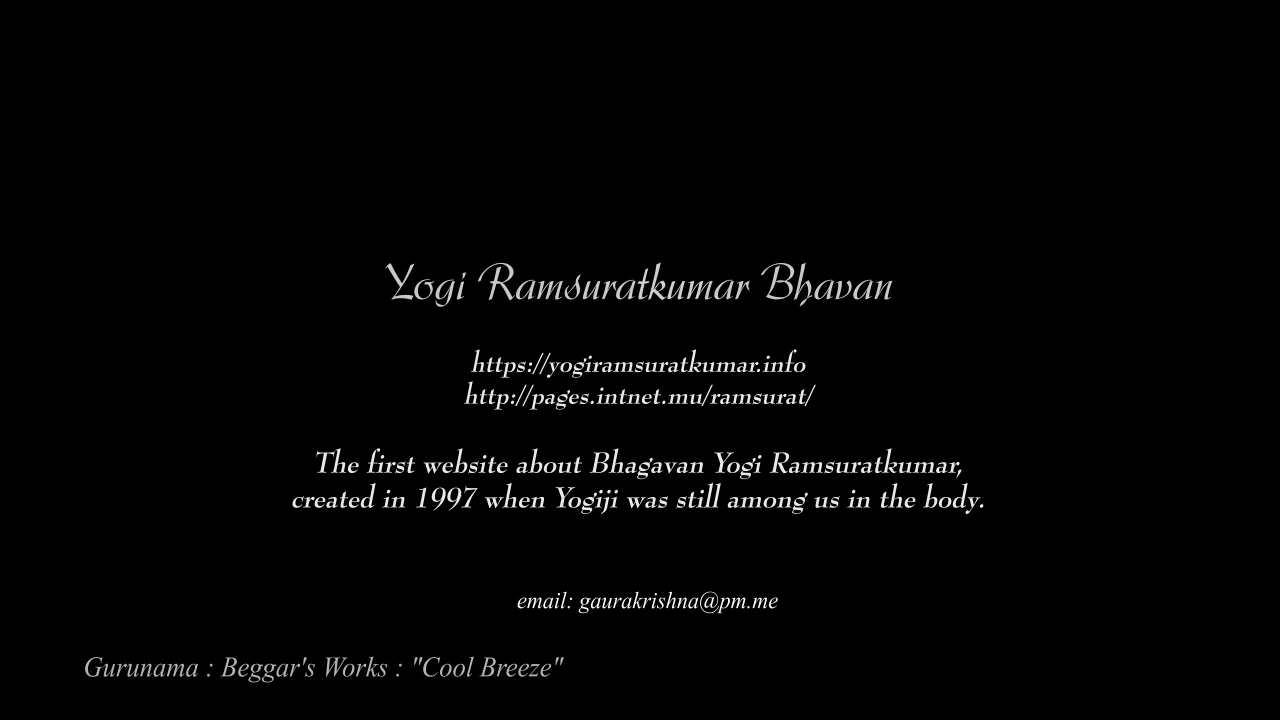 Yogi Ramsuratkumar Bhavan
https://yogiramsuratkumar.info
http://pages.intnet.mu/ramsurat/
The first website about Bhagavan Yogi Ramsuratkumar,
created in 1997 when Yogiji was still among us in the body.
email: gaurakrishna@pm.me
Gurunama : Beggar's Works : "Cool Breeze"